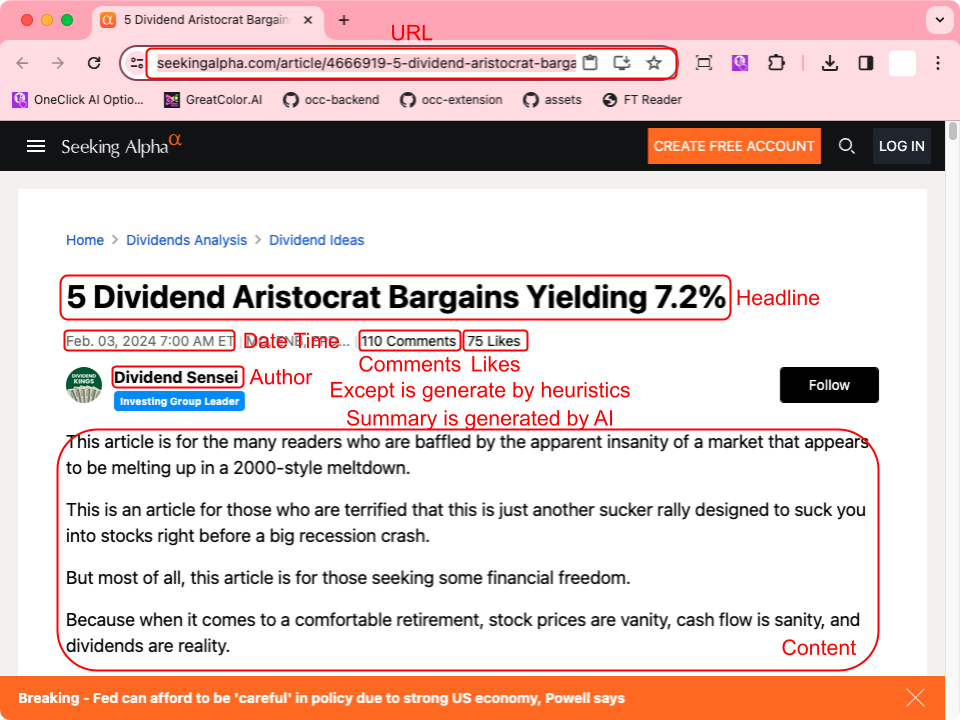 5 Dividend Aristocrat Bargain
URL
seekingalpha.com/article/4666919-5-dividend-aristocrat-barga
OneClick AI Optio... GreatColor.AI occ-backend occ-extension assets FT Reader
Seeking Alphaα CREATE FREE ACCOUNT LOG IN
Home > Dividends Analysis > Dividend Ideas
5 Dividend Aristocrat Bargains Yielding 7.2% Headline
Feb. 03, 2024 7:00 AM ET Date Time 110 Comments 75 Likes
Comments Likes
DIVIDEND KINGS
Dividend Sensei Author
Investing Group Leader
Follow
Except is generate by heuristics
Summary is generated by AI
This article is for the many readers who are baffled by the apparent insanity of a market that appears
to be melting up in a 2000-style meltdown.
This is an article for those who are terrified that this is just another sucker rally designed to suck you
into stocks right before a big recession crash.
But most of all, this article is for those seeking some financial freedom.
Because when it comes to a comfortable retirement, stock prices are vanity, cash flow is sanity, and
dividends are reality.
Content
Breaking - Fed can afford to be 'careful' in policy due to strong US economy, Powell says